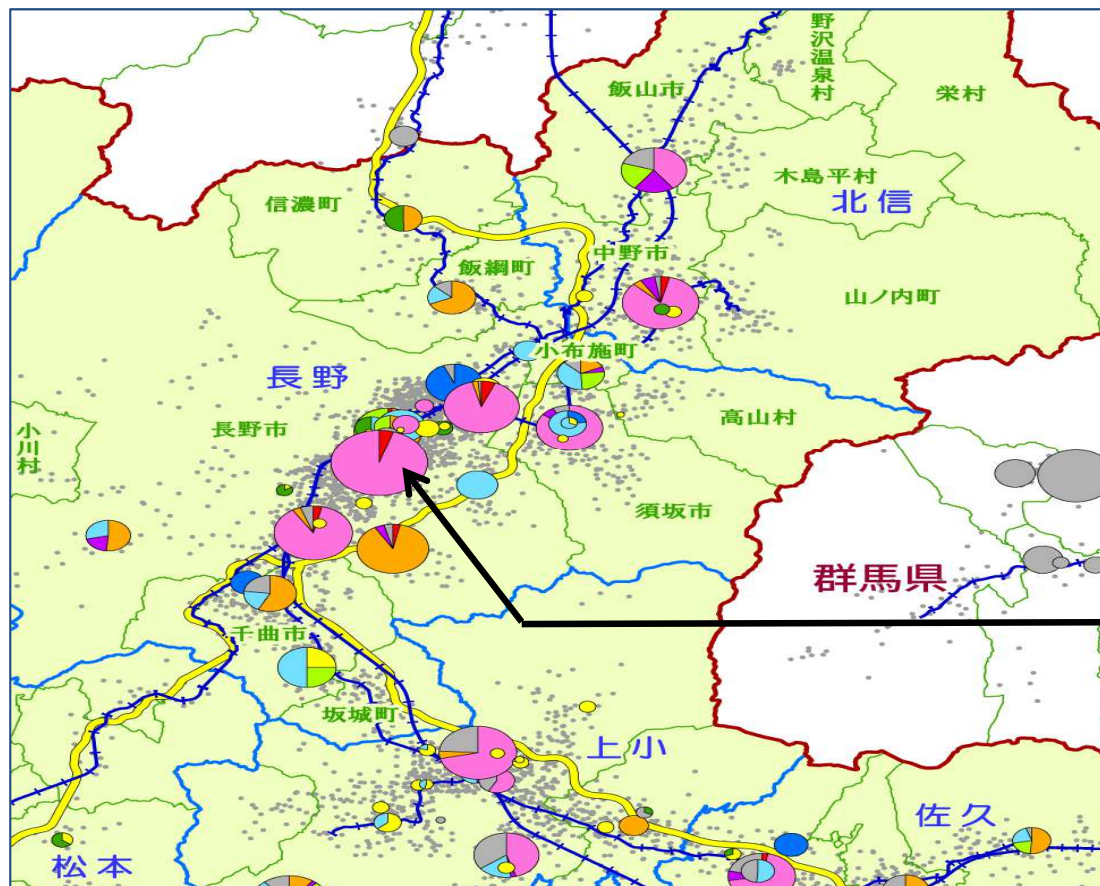 野沢温泉村
飯山市
栄村
木島平村
北信
信濃町
中野市
飯綱町
山ノ内町
小布施町
長野
高山村
長野市
小川村
須坂市
群馬県
千曲市
坂城町
上小
佐久
松本